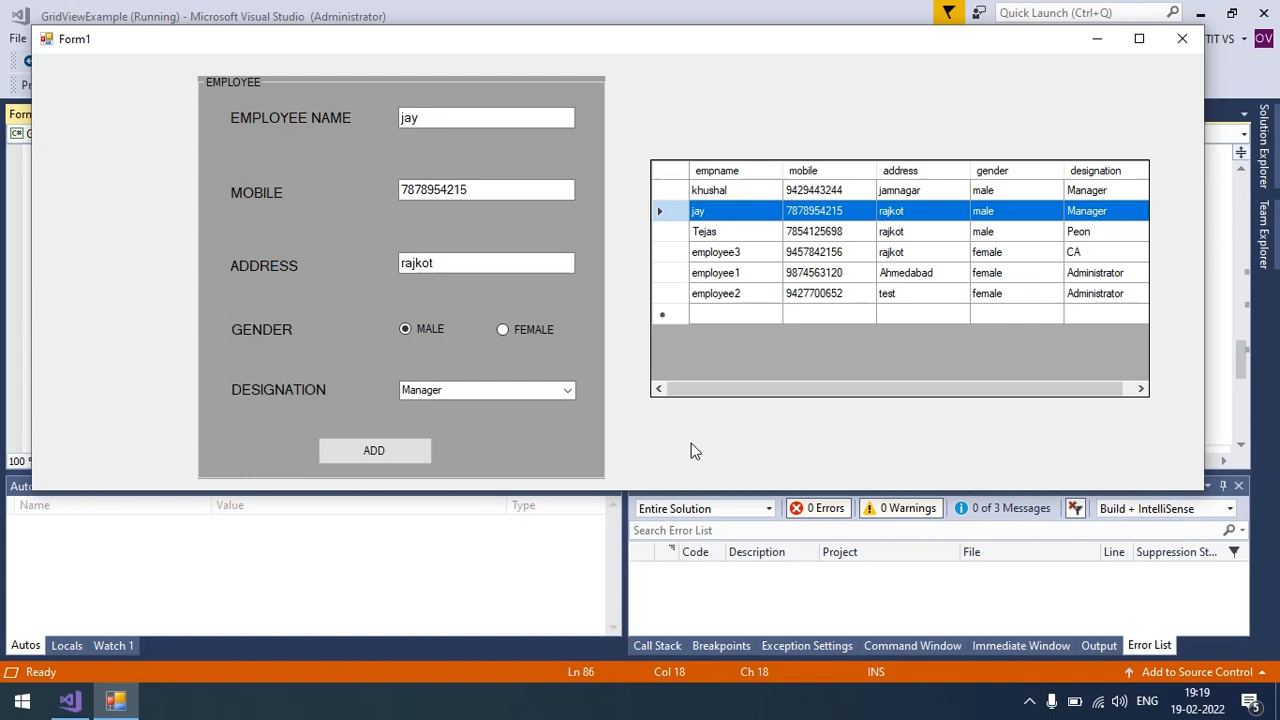 GridViewExample (Running) - Microsoft Visual Studio (Administrator)
Quick Launch (Ctrl+Q)
File
TIT VS
OV
Form1
EMPLOYEE
EMPLOYEE NAME jay
MOBILE 7878954215
ADDRESS rajkot
GENDER MALE FEMALE
DESIGNATION Manager
ADD
empname mobile address gender designation
khushal 9429443244 jamnagar male Manager
jay 7878954215 rajkot male Manager
Tejas 7854125698 rajkot male Peon
employee3 9457842156 rajkot female CA
employee1 9874563120 Ahmedabad female Administrator
employee2 9427700652 test female Administrator
Solution Explorer
Team Explorer
100 %
Name Value Type
Entire Solution 0 Errors 0 Warnings 0 of 3 Messages Build + IntelliSense
Search Error List
Code Description Project File Line Suppression St...
Autos Locals Watch 1
Call Stack Breakpoints Exception Settings Command Window Immediate Window Output Error List
Ready Ln 86 Col 18 Ch 18 INS Add to Source Control
ENG
19:19
19-02-2022
5